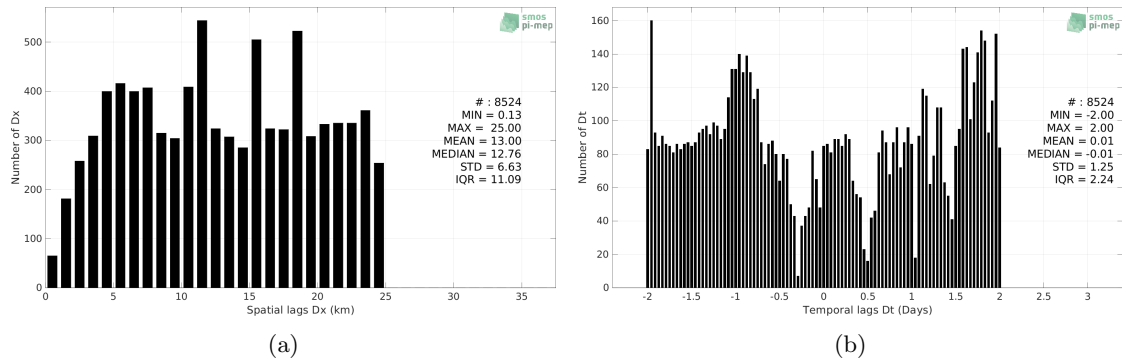 smos
pi-mep
500
400
300
200
100
0
Number of Dx
# : 8524
MIN = 0.13
MAX = 25.00
MEAN = 13.00
MEDIAN = 12.76
STD = 6.63
IQR = 11.09
0 5 10 15 20 25 30 35
Spatial lags Dx (km)
(a)
smos
pi-mep
160
140
120
100
80
60
40
20
0
Number of Dt
# : 8524
MIN = -2.00
MAX = 2.00
MEAN = 0.01
MEDIAN = -0.01
STD = 1.25
IQR = 2.24
-2 -1.5 -1 -0.5 0 0.5 1 1.5 2 2.5 3
Temporal lags Dt (Days)
(b)